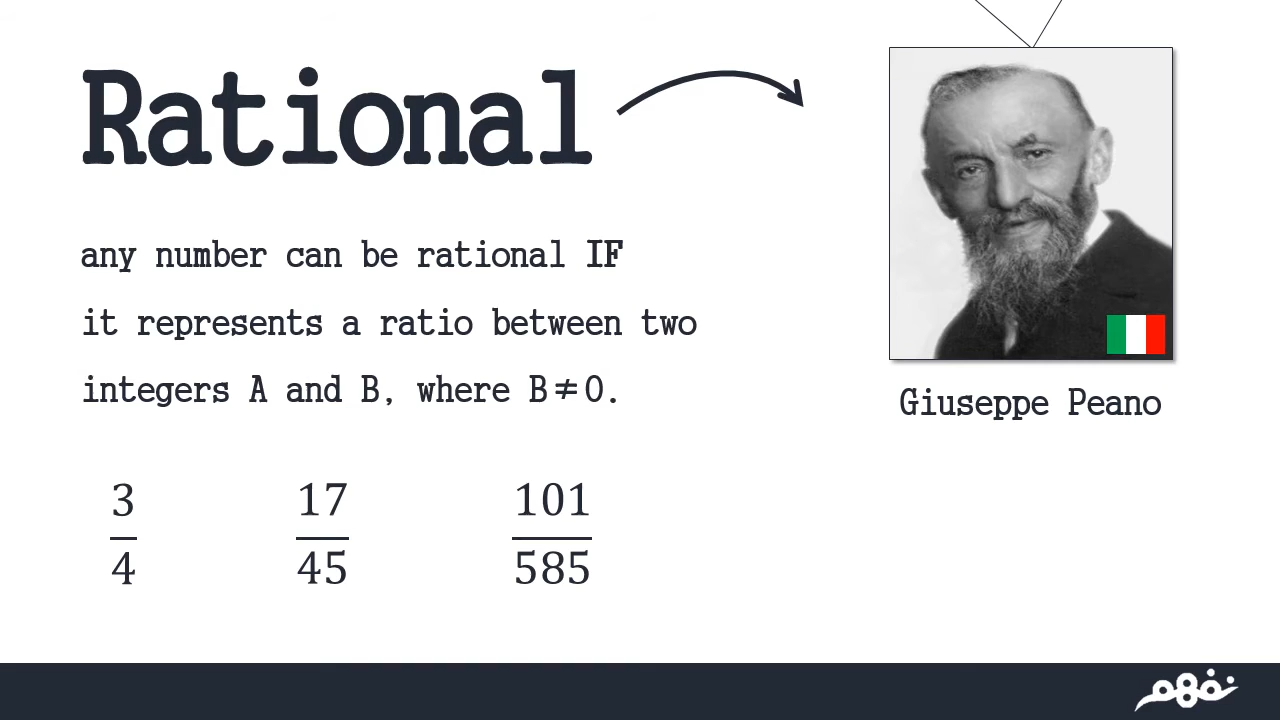 Rational
any number can be rational IF
it represents a ratio between two
integers A and B, where B≠0.
3/4 17/45 101/585
Giuseppe Peano
نفهم